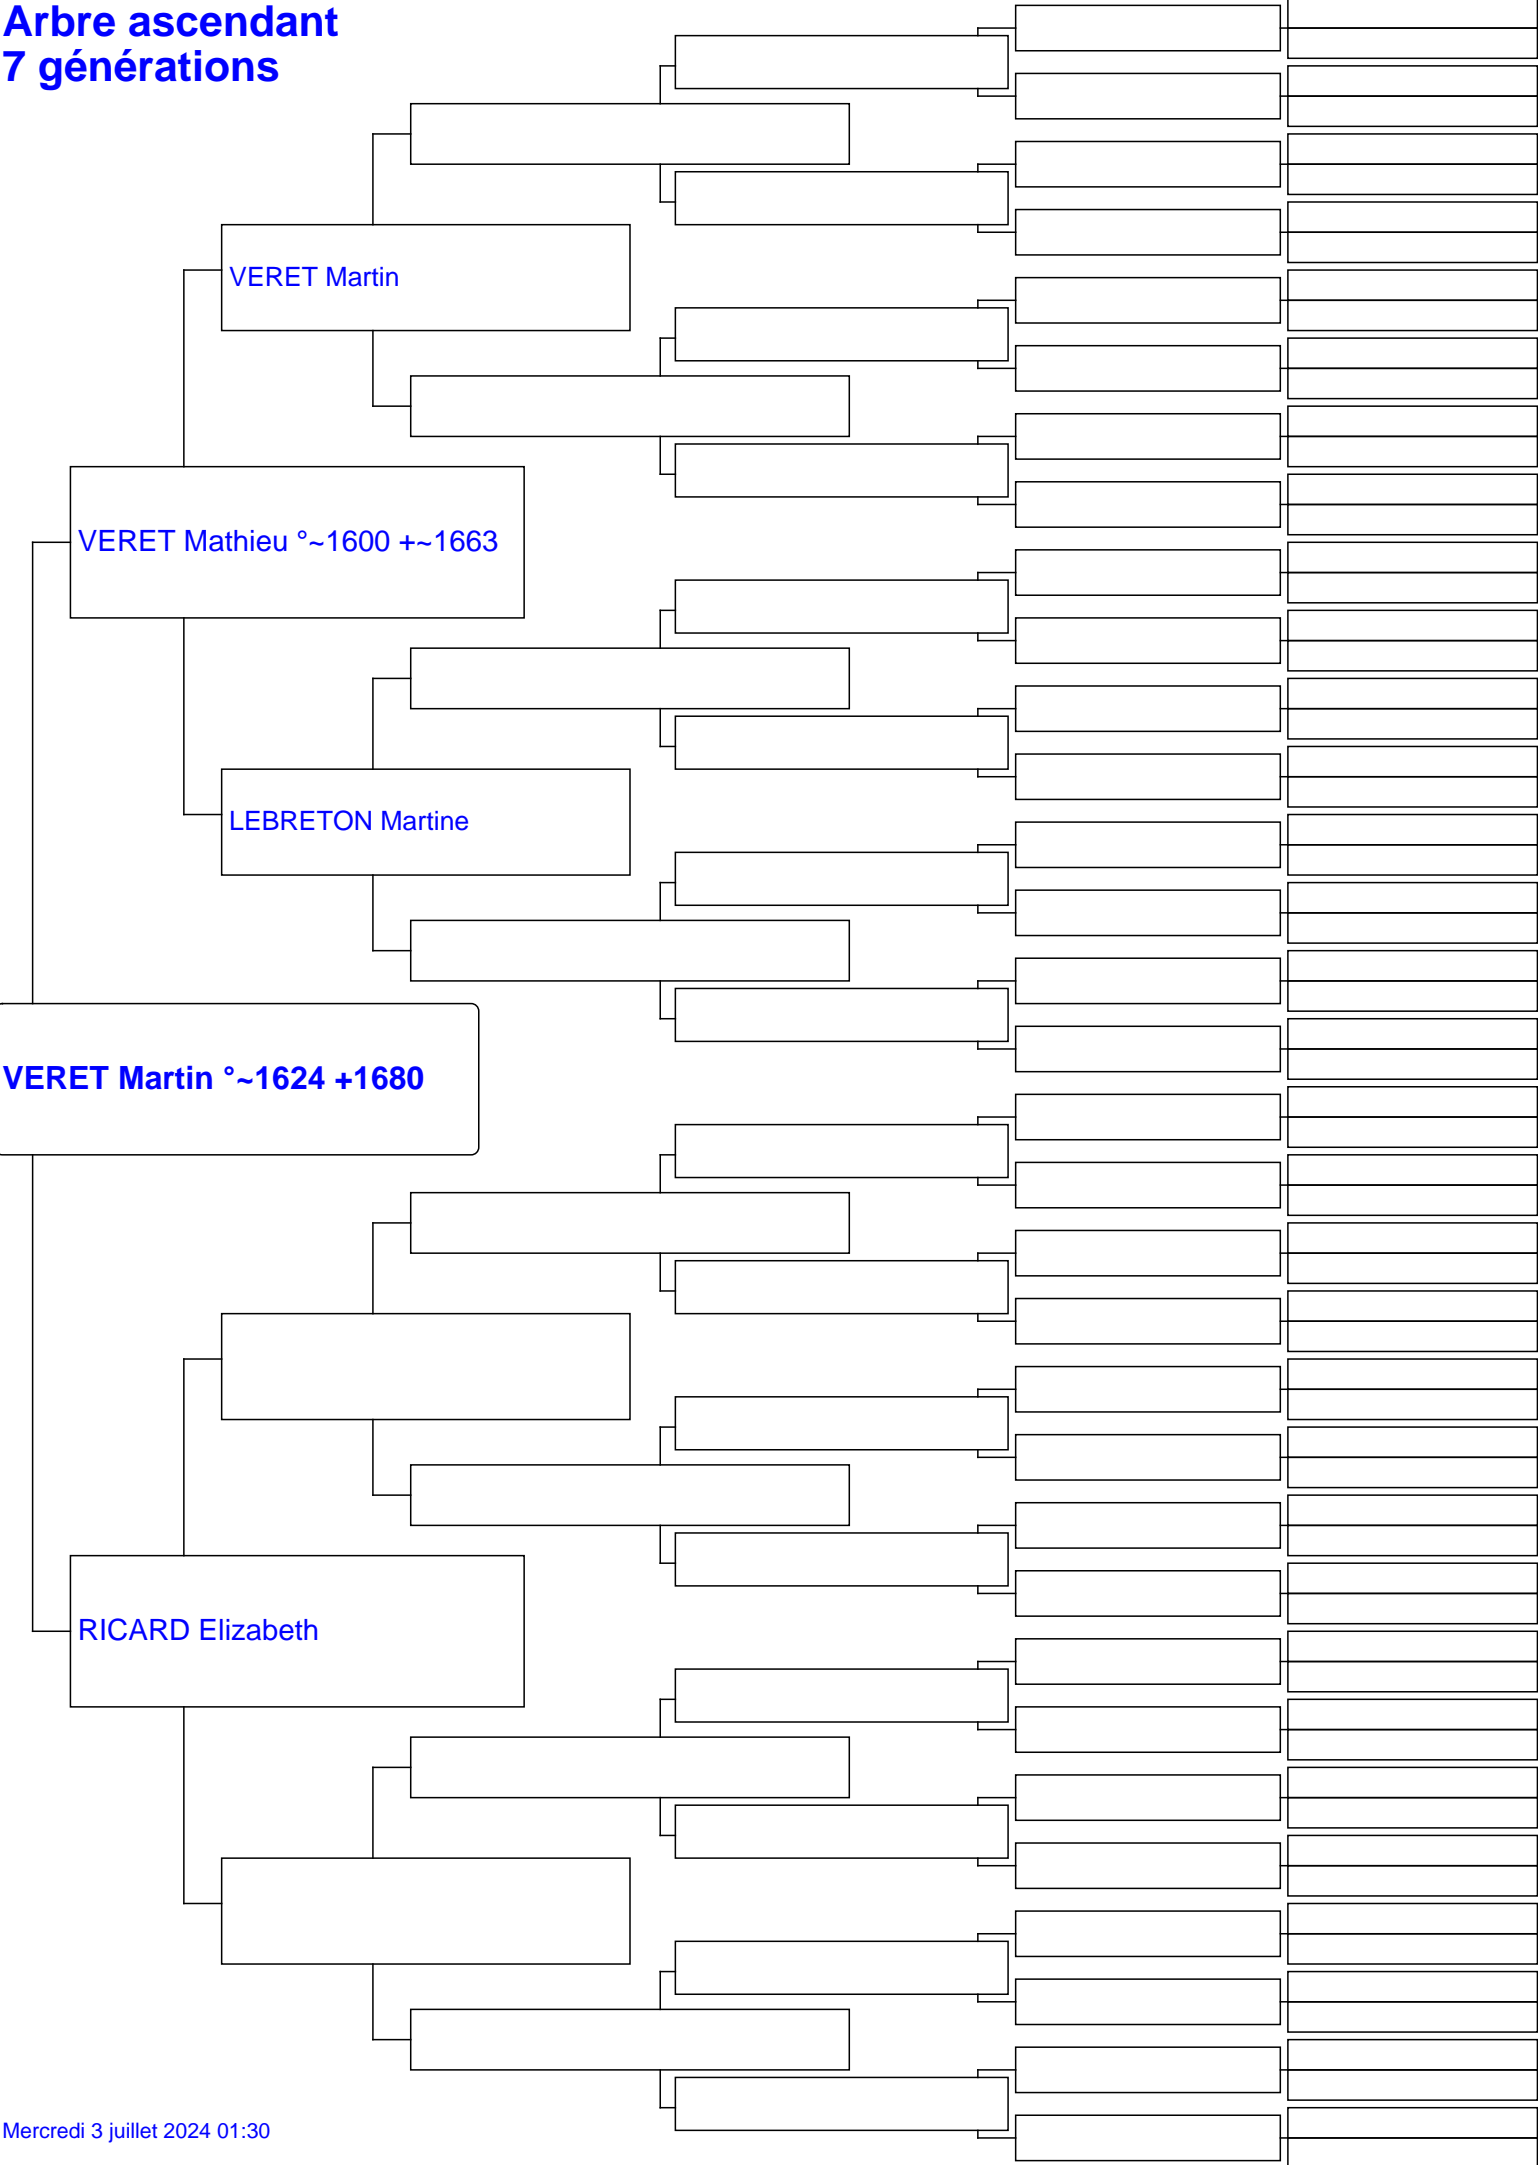 Arbre ascendant
7 générations
VERET Martin
VERET Mathieu °~1600 +~1663
LEBRETON Martine
VERET Martin °~1624 +1680
RICARD Elizabeth
Mercredi 3 juillet 2024 01:30